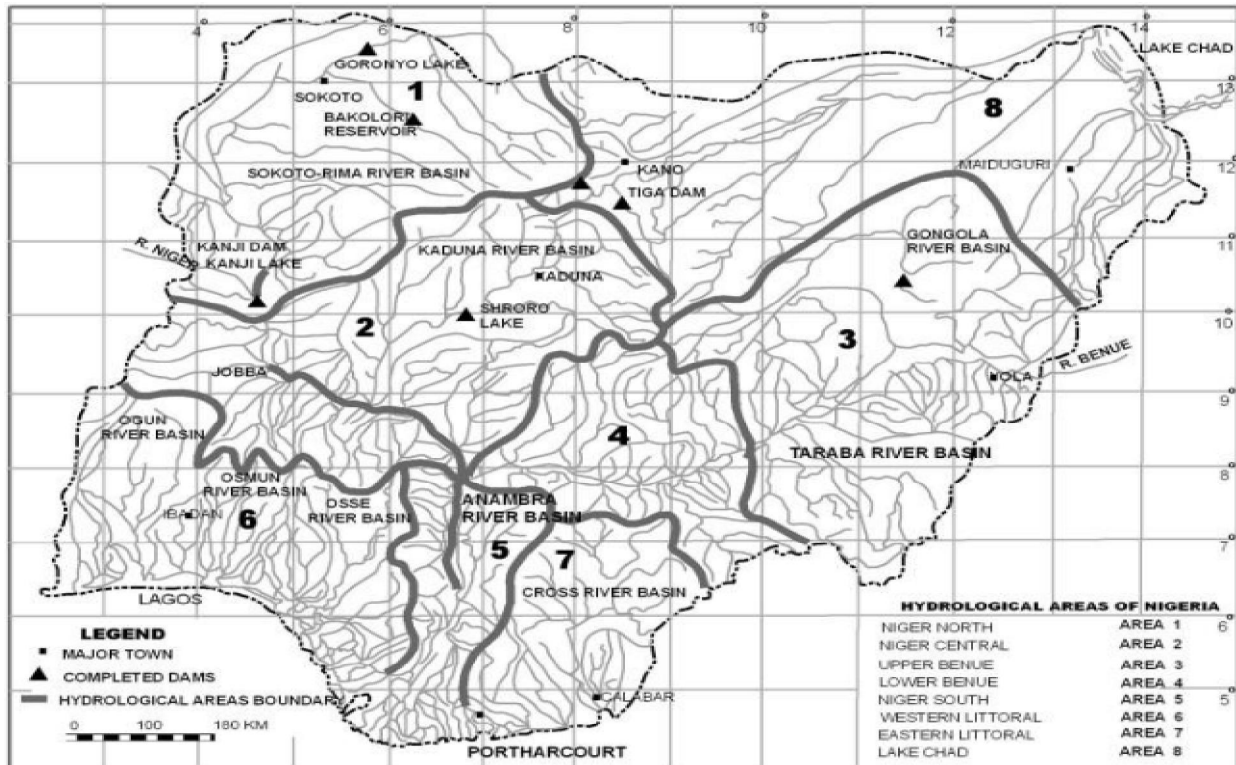 4° 6° 8° 10 12 14
LAKE CHAD
GORONYO LAKE
1
13°
8
SOKOTO
BAKOLORI
RESERVOIR
KANO
MAIDUGURI
12°
SOKOTO-RIMA RIVER BASIN
TIGA DAM
GONGOLA
RIVER BASIN
KANJI DAM
R. NIGER
KANJI LAKE
KADUNA RIVER BASIN
11°
KADUNA
SHRORO
LAKE
10°
2
3
R. BENUE
JOBBA
YOLA
9°
OGUN
RIVER BASIN
4
TARABA RIVER BASIN
8°
OSMUN
RIVER BASIN
OSSE
RIVER BASIN
ANAMBRA
RIVER BASIN
IBADAN
6
5
7
7°
CROSS RIVER BASIN
LAGOS
LEGEND
MAJOR TOWN
COMPLETED DAMS
HYDROLOGICAL AREAS BOUNDARY
0 100 180 KM
CALABAR
PORTHARCOURT
HYDROLOGICAL AREAS OF NIGERIA
NIGER NORTH AREA 1
6°
NIGER CENTRAL AREA 2
UPPER BENUE AREA 3
LOWER BENUE AREA 4
NIGER SOUTH AREA 5
5°
WESTERN LITTORAL AREA 6
EASTERN LITTORAL AREA 7
LAKE CHAD AREA 8